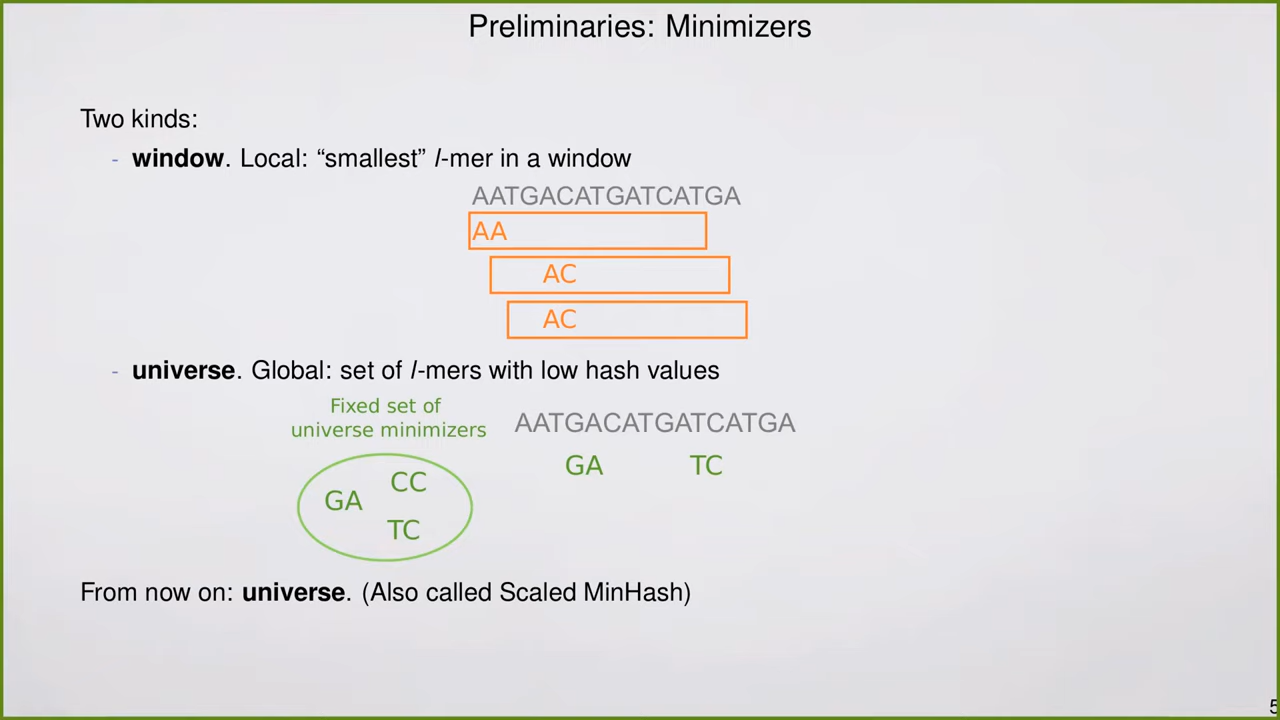 Preliminaries: Minimizers
Two kinds:
- window. Local: “smallest” l-mer in a window
AATGACATGATCATGA
AA
AC
AC
- universe. Global: set of l-mers with low hash values
Fixed set of
universe minimizers
AATGACATGATCATGA
GA TC
CC
GA
TC
From now on: universe. (Also called Scaled MinHash)
5